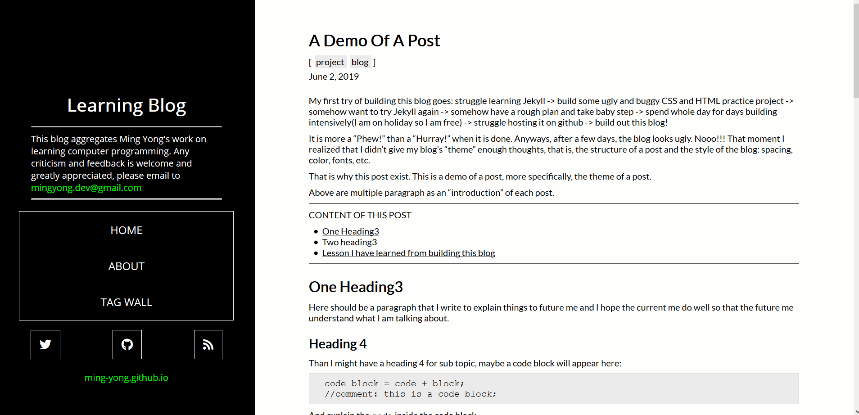 Learning Blog
This blog aggregates Ming Yong's work on
learning computer programming. Any
criticism and feedback is welcome and
greatly appreciated, please email to
mingyong.dev@gmail.com
HOME
ABOUT
TAG WALL
ming-yong.github.io
A Demo Of A Post
[ project blog ]
June 2, 2019
My first try of building this blog goes: struggle learning Jekyll -> build some ugly and buggy CSS and HTML practice project ->
somehow want to try Jekyll again -> somehow have a rough plan and take baby step -> spend whole day for days building
intensively(I am on holiday so I am free) -> struggle hosting it on github -> build out this blog!
It is more a "Phew!" than a "Hurray!" when it is done. Anyways, after a few days, the blog looks ugly. Nooo!!! That moment I
realized that I didn't give my blog's "theme" enough thoughts, that is, the structure of a post and the style of the blog: spacing,
color, fonts, etc.
That is why this post exist. This is a demo of a post, more specifically, the theme of a post.
Above are multiple paragraph as an "introduction" of each post.
CONTENT OF THIS POST
One Heading3
Two heading3
Lesson I have learned from building this blog
One Heading3
Here should be a paragraph that I write to explain things to future me and I hope the current me do well so that the future me
understand what I am talking about.
Heading 4
Than I might have a heading 4 for sub topic, maybe a code block will appear here:
code block = code + block;
//comment: this is a code block;
And explain the code inside the code block